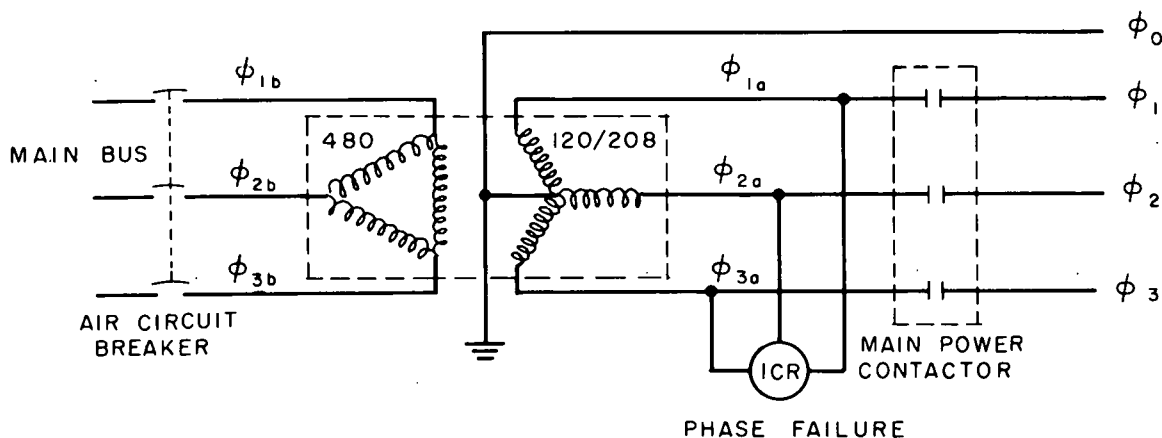 ϕ0
ϕ1b
ϕ1a
ϕ1
480
120/208
MAIN BUS
ϕ2b
ϕ2a
ϕ2
ϕ3b
ϕ3a
ϕ3
AIR CIRCUIT
BREAKER
MAIN POWER
CONTACTOR
ICR
PHASE FAILURE